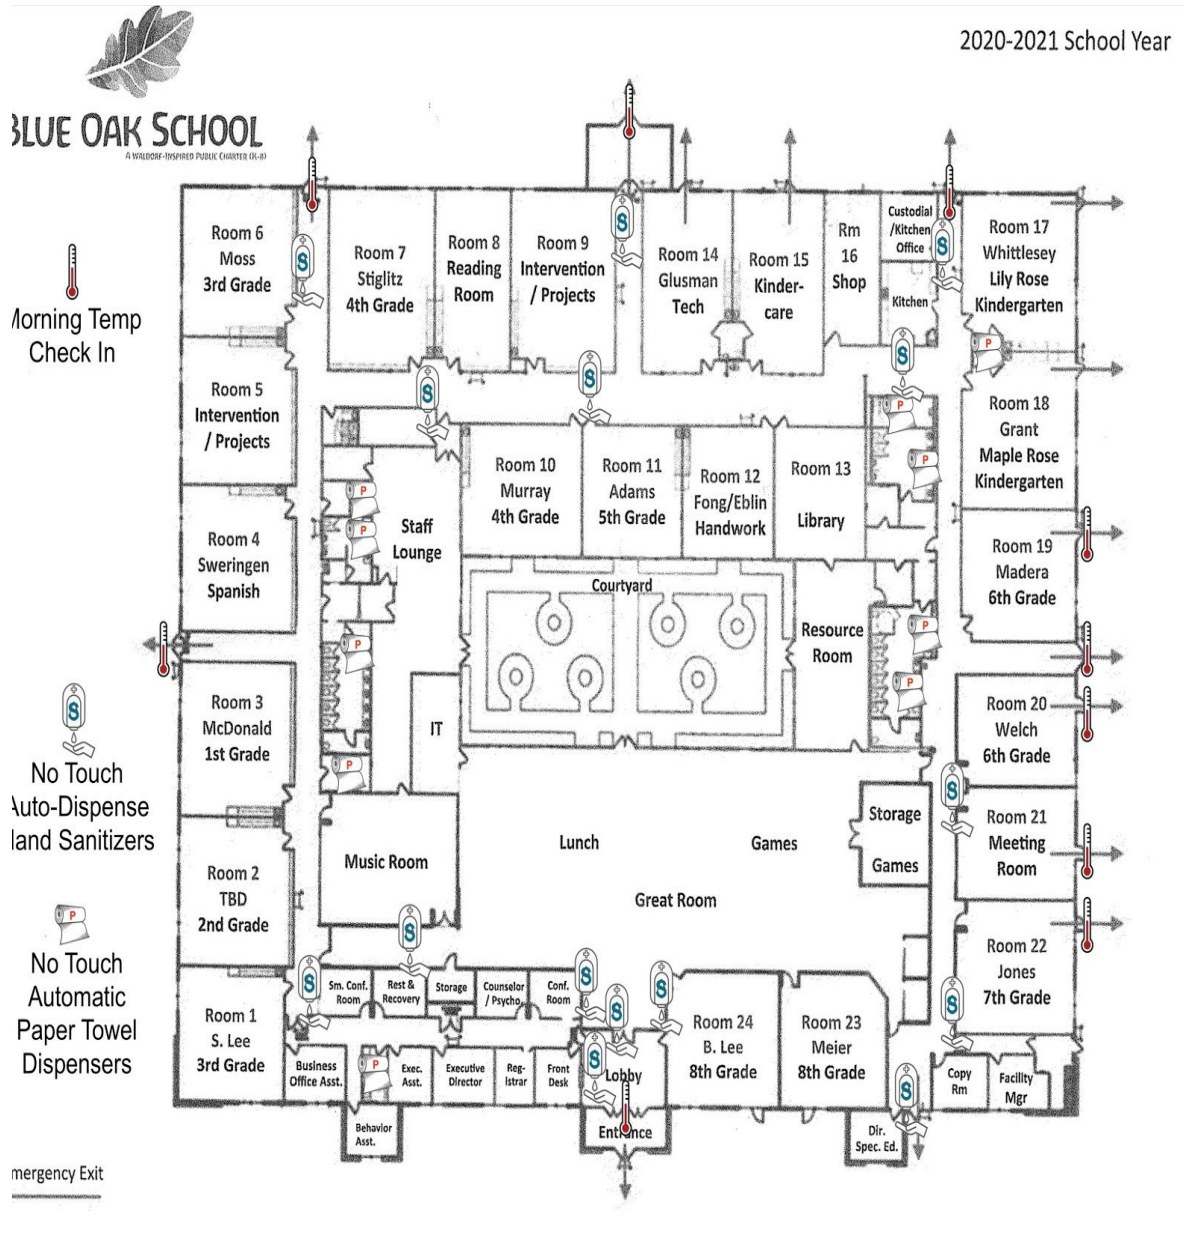 2020-2021 School Year
BLUE OAK SCHOOL
A WALDORF-INSPIRED PUBLIC CHARTER (K-8)
Morning Temp
Check In
No Touch
Auto-Dispense
Hand Sanitizers
No Touch
Automatic
Paper Towel
Dispensers
mergency Exit
Room 6
Moss
3rd Grade
Room 7
Stiglitz
4th Grade
Room 8
Reading
Room
Room 9
Intervention
/ Projects
Room 14
Glusman
Tech
Room 15
Kinder-
care
Rm
16
Shop
Custodial
/Kitchen
Office
Kitchen
Room 17
Whittlesey
Lily Rose
Kindergarten
Room 5
Intervention
/ Projects
Room 18
Grant
Maple Rose
Kindergarten
Room 10
Murray
4th Grade
Room 11
Adams
5th Grade
Room 12
Fong/Eblin
Handwork
Room 13
Library
Staff
Lounge
Room 4
Sweringen
Spanish
Room 19
Madera
6th Grade
Courtyard
Resource
Room
Room 3
McDonald
1st Grade
IT
Room 20
Welch
6th Grade
Room 2
TBD
2nd Grade
Music Room
Lunch
Games
Great Room
Storage
Games
Room 21
Meeting
Room
Room 22
Jones
7th Grade
Room 1
S. Lee
3rd Grade
Sm. Conf.
Room
Rest &
Recovery
Storage
Counselor
/ Psycho.
Conf.
Room
Room 24
B. Lee
8th Grade
Room 23
Meier
8th Grade
Business
Office Asst.
Exec.
Asst.
Executive
Director
Reg-
istrar
Front
Desk
Lobby
Copy
Rm
Facility
Mgr
Behavior
Asst.
Entrance
Dir.
Spec. Ed.